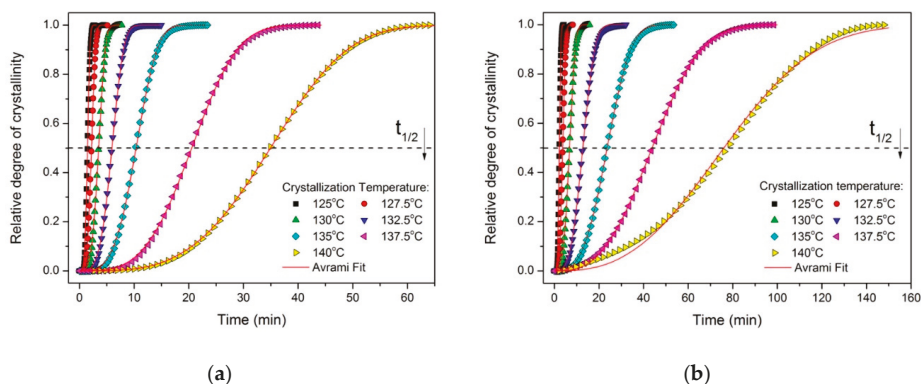 1.0
0.8
0.6
0.4
0.2
0.0
Relative degree of crystallinity
t1/2
Crystallization Temperature:
125°C 127.5°C
130°C 132.5°C
135°C 137.5°C
140°C
Avrami Fit
0 10 20 30 40 50 60
Time (min)
(a)
1.0
0.8
0.6
0.4
0.2
0.0
Relative degree of crystallinity
t1/2
Crystallization temperature:
125°C 127.5°C
130°C 132.5°C
135°C 137.5°C
140°C
Avrami Fit
0 20 40 60 80 100 120 140 160
Time (min)
(b)